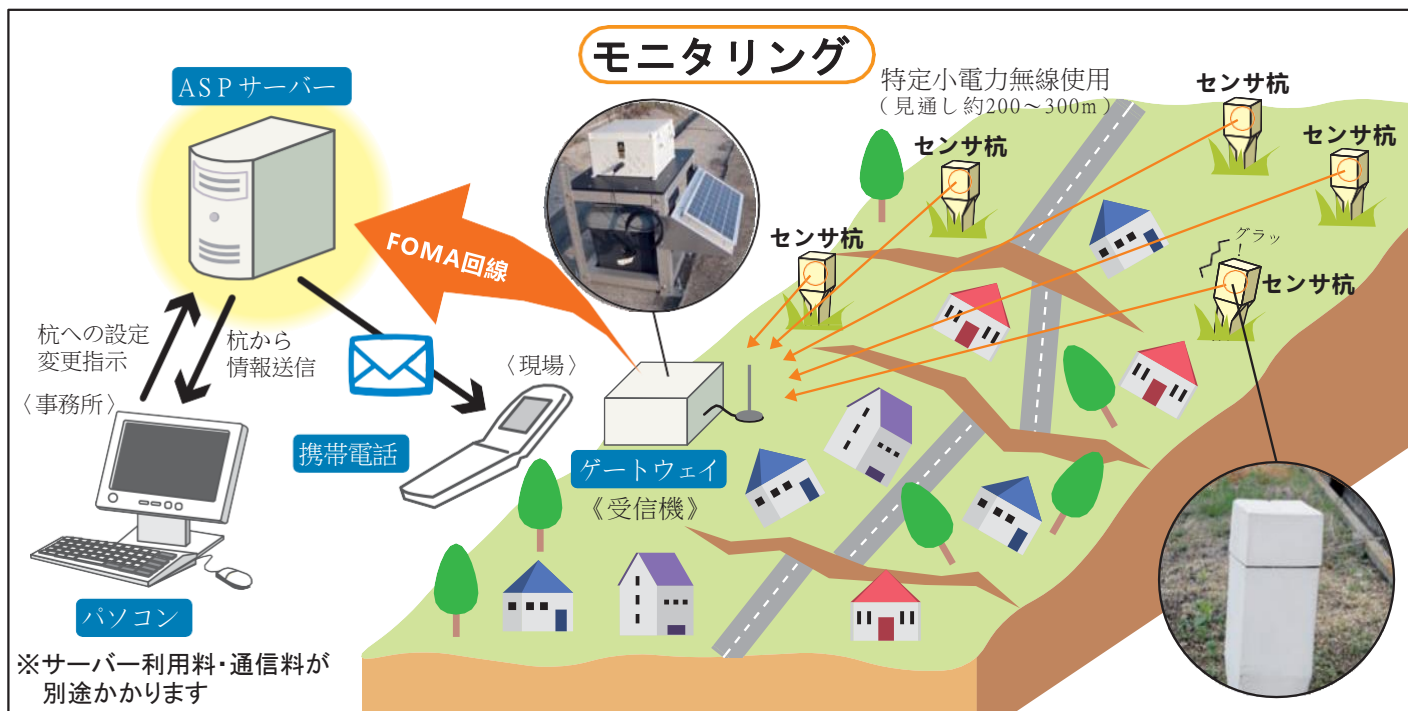 モニタリング
ASPサーバー
特定小電力無線使用
（見通し約200～300m）
センサ杭
センサ杭
センサ杭
センサ杭
グラッ
！
センサ杭
FOMA回線
杭への設定
変更指示
杭から
情報送信
〈事務所〉
〈現場〉
携帯電話
ゲートウェイ
《受信機》
パソコン
※サーバー利用料・通信料が
別途かかります